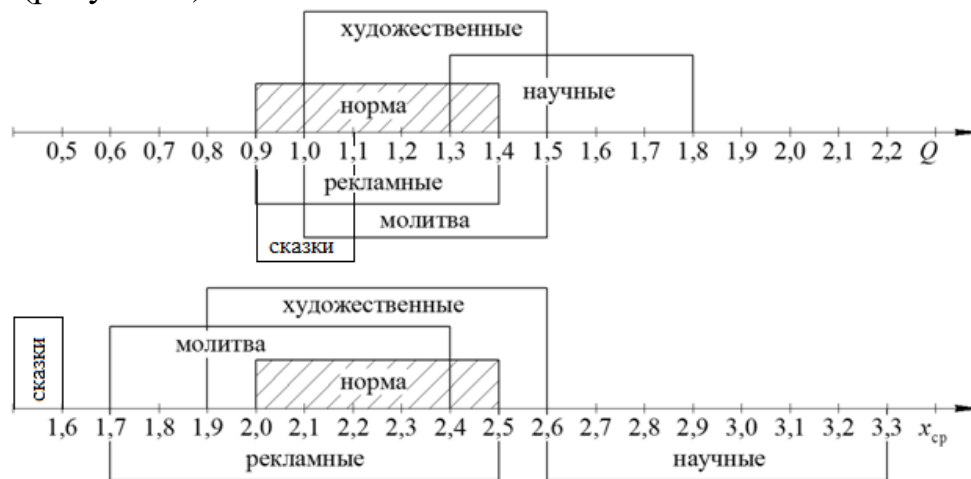 художественные
научные
норма
0,5 0,6 0,7 0,8 0,9 1,0 1,1 1,2 1,3 1,4 1,5 1,6 1,7 1,8 1,9 2,0 2,1 2,2 Q
рекламные
молитва
сказки
художественные
молитва
сказки
норма
1,6 1,7 1,8 1,9 2,0 2,1 2,2 2,3 2,4 2,5 2,6 2,7 2,8 2,9 3,0 3,1 3,2 3,3 xср
рекламные научные